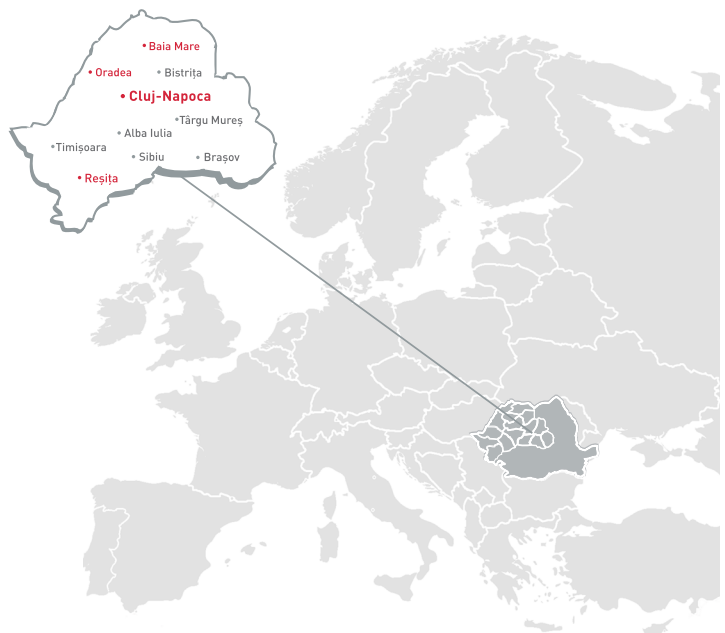 Baia Mare
Oradea
Bistrița
Cluj-Napoca
Târgu Mureș
Alba Iulia
Timișoara
Sibiu
Brașov
Reșița